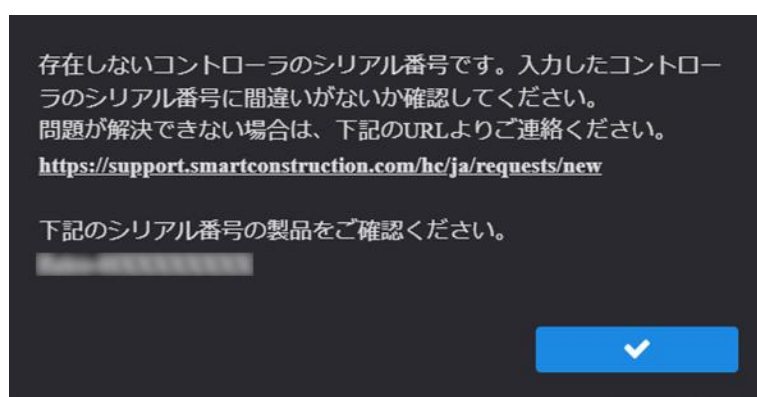 存在しないコントローラのシリアル番号です。入力したコントロー
ラのシリアル番号に間違いがないか確認してください。
問題が解決できない場合は、下記のURLよりご連絡ください。
https://support.smartconstruction.com/hc/ja/requests/new
下記のシリアル番号の製品をご確認ください。